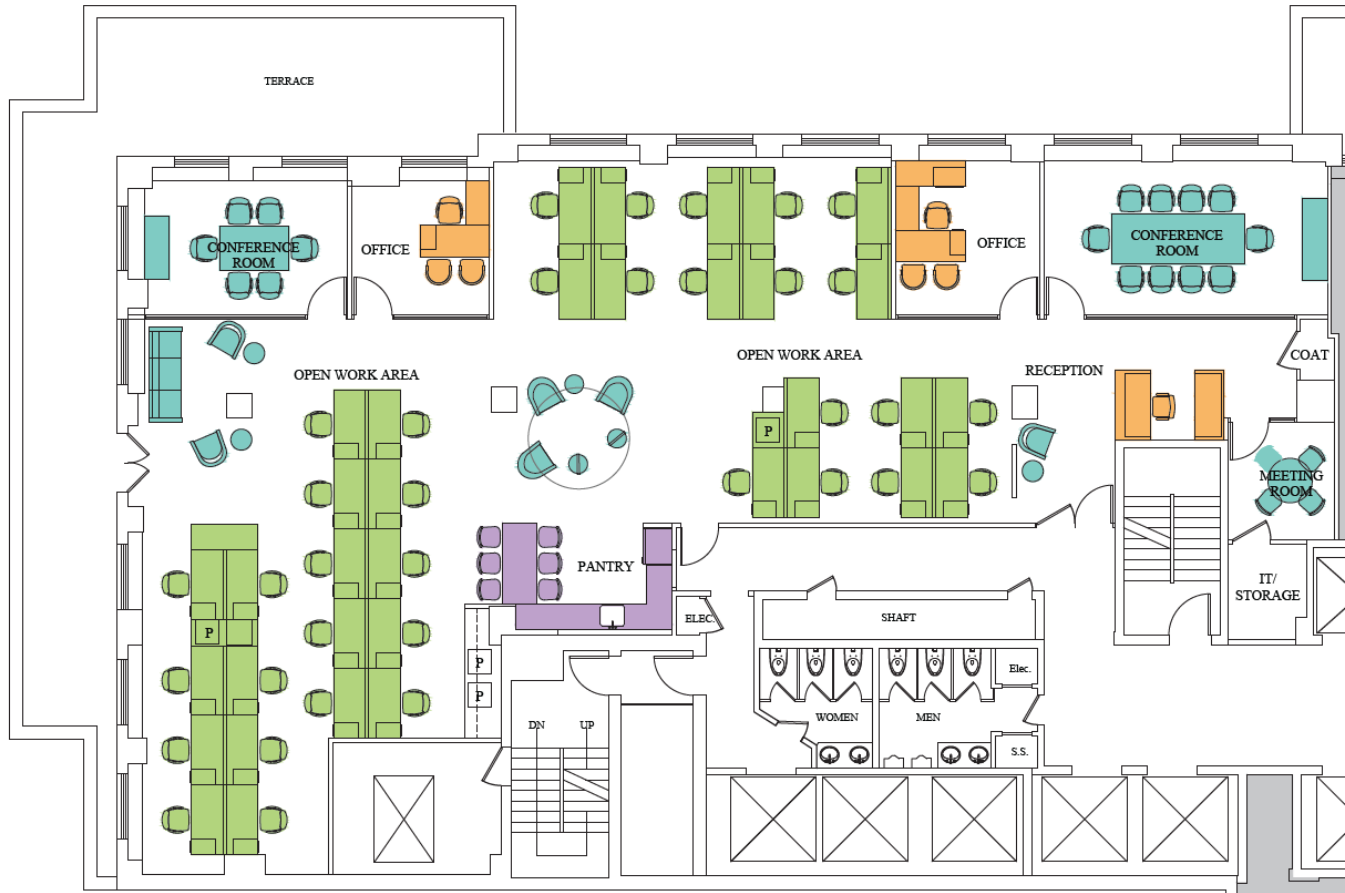 TERRACE
CONFERENCE
ROOM
OFFICE
OFFICE
CONFERENCE
ROOM
OPEN WORK AREA
OPEN WORK AREA
RECEPTION
COAT
P
MEETING
ROOM
PANTRY
IT/
STORAGE
ELEC.
SHAFT
P
P
P
Elec.
WOMEN
MEN
DN
UP
S.S.